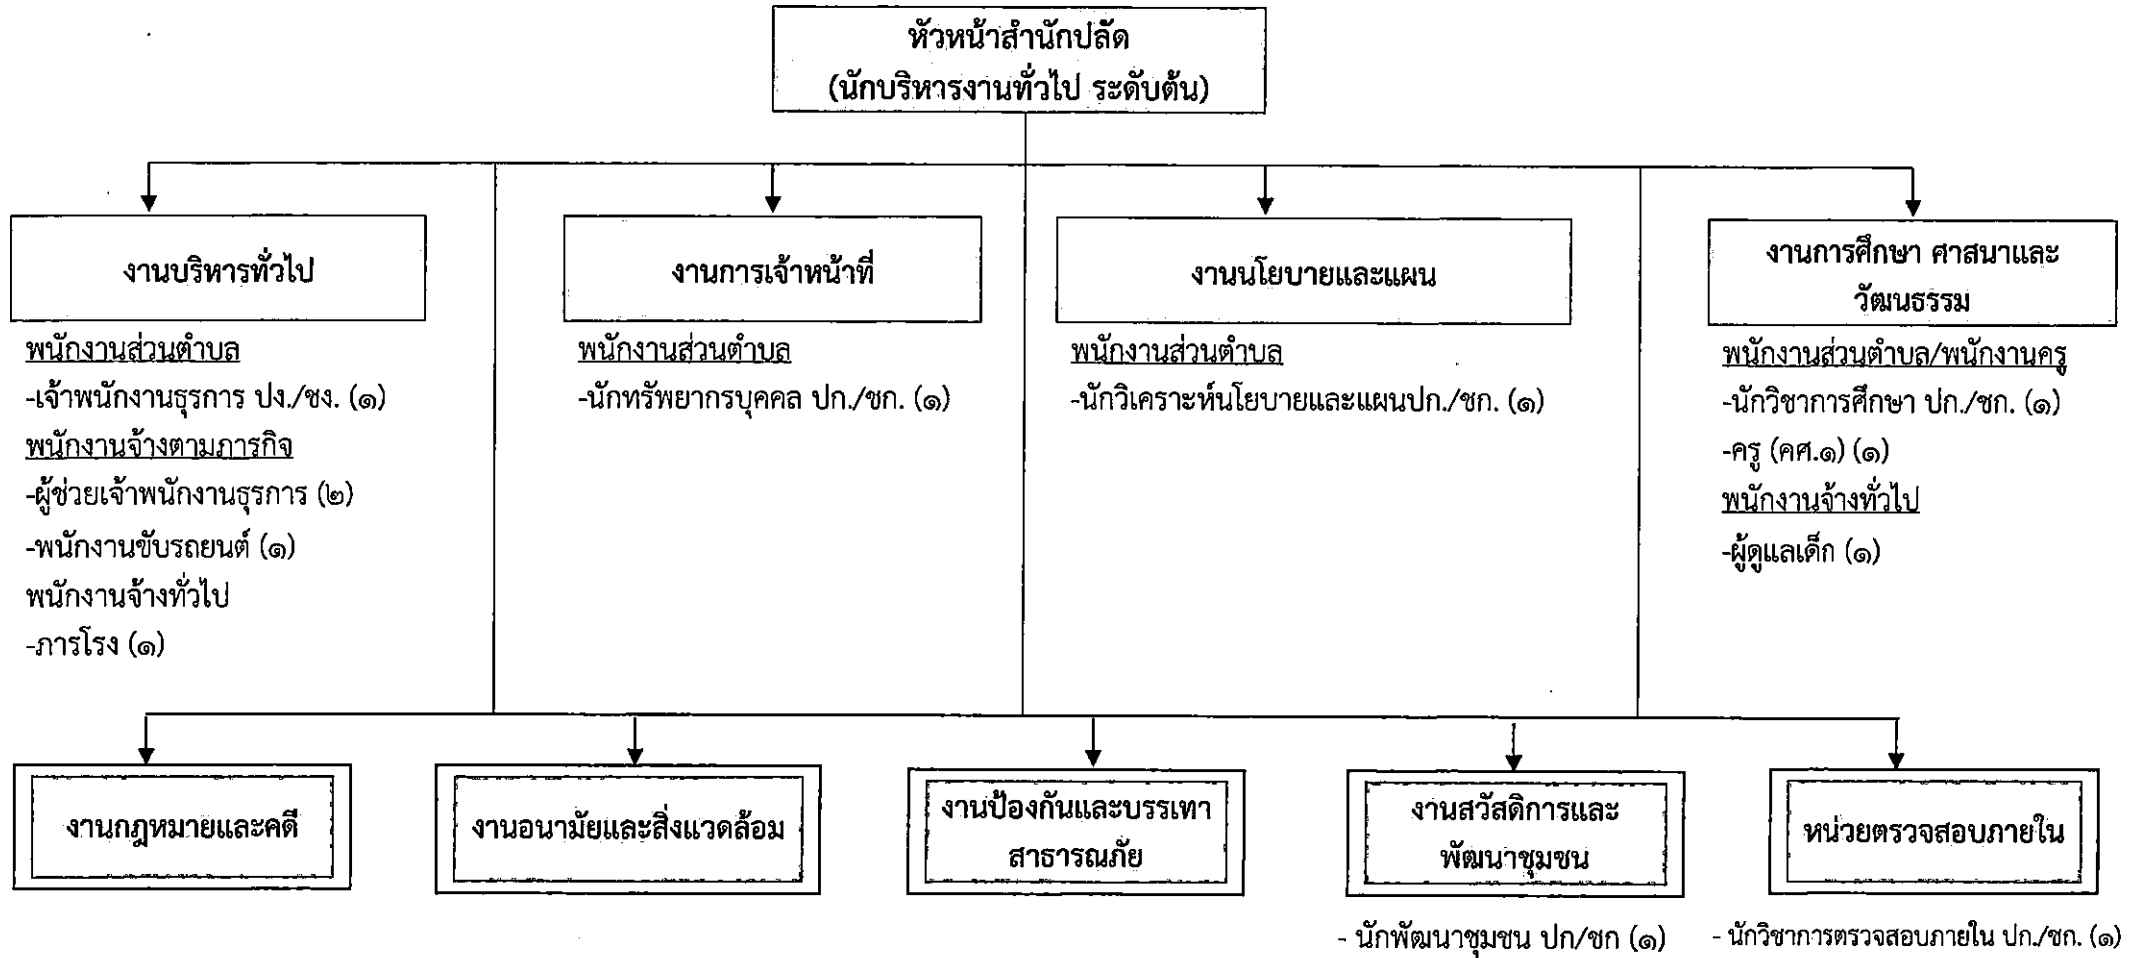 หัวหน้าสำนักปลัด
(นักบริหารงานทั่วไป ระดับต้น)
งานบริหารทั่วไป
พนักงานส่วนตำบล
-เจ้าพนักงานธุรการ ปง./ชง. (๑)
พนักงานจ้างตามภารกิจ
-ผู้ช่วยเจ้าพนักงานธุรการ (๒)
-พนักงานขับรถยนต์ (๑)
พนักงานจ้างทั่วไป
-ภารโรง (๑)
งานการเจ้าหน้าที่
พนักงานส่วนตำบล
-นักทรัพยากรบุคคล ปก./ชก. (๑)
งานนโยบายและแผน
พนักงานส่วนตำบล
-นักวิเคราะห์นโยบายและแผนปก./ชก. (๑)
งานการศึกษา ศาสนาและ
วัฒนธรรม
พนักงานส่วนตำบล/พนักงานครู
-นักวิชาการศึกษา ปก./ชก. (๑)
-ครู (คศ.๑) (๑)
พนักงานจ้างทั่วไป
-ผู้ดูแลเด็ก (๑)
งานกฎหมายและคดี
งานอนามัยและสิ่งแวดล้อม
งานป้องกันและบรรเทา
สาธารณภัย
งานสวัสดิการและ
พัฒนาชุมชน
- นักพัฒนาชุมชน ปก/ชก (๑)
หน่วยตรวจสอบภายใน
- นักวิชาการตรวจสอบภายใน ปก./ชก. (๑)